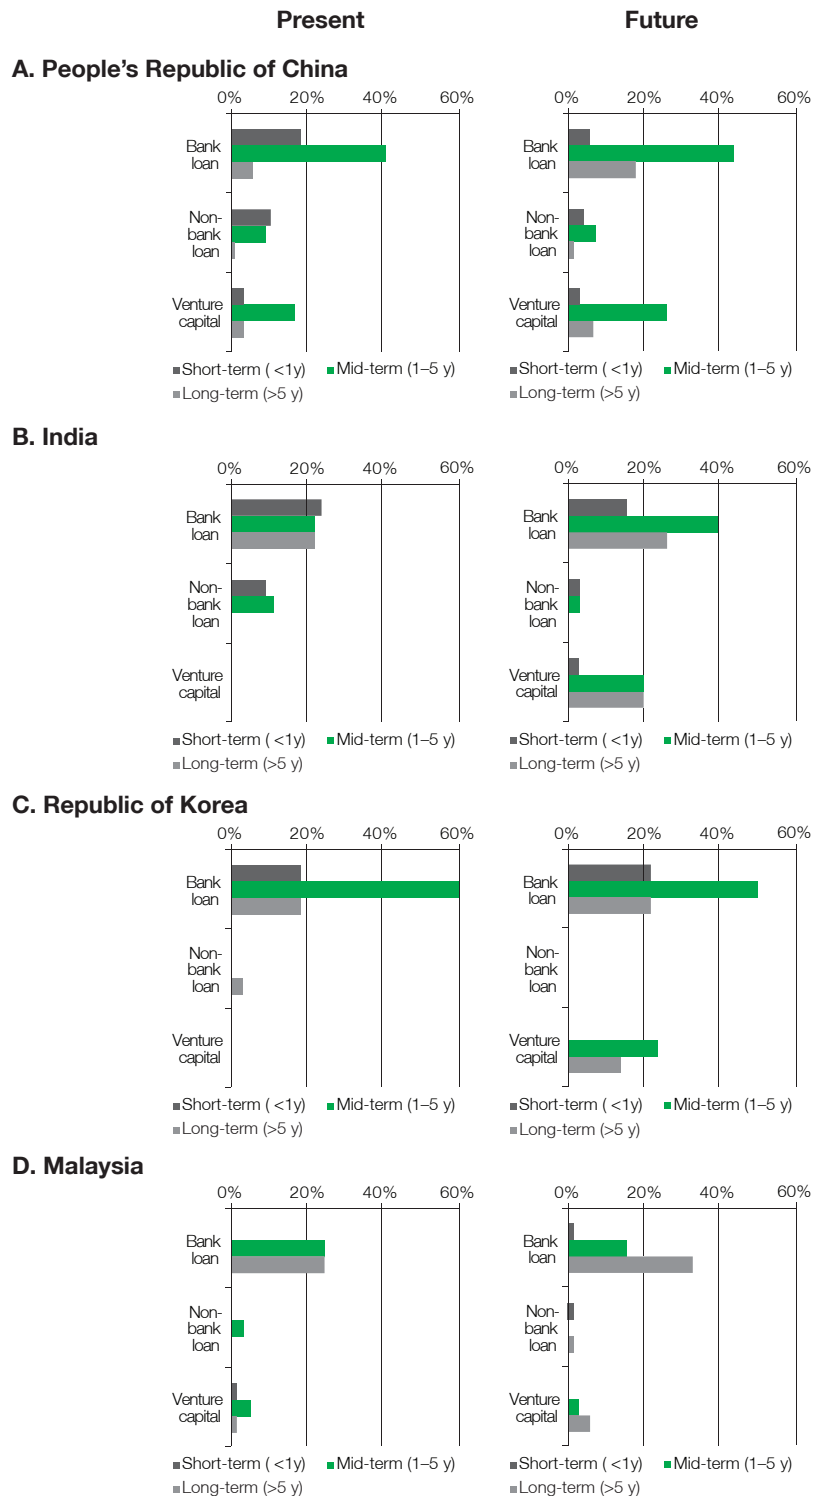 Present Future
A. People’s Republic of China
0% 20% 40% 60% 0% 20% 40% 60%
Bank Bank
loan loan
Non- Non-
bank bank
loan loan
Venture Venture
capital capital
Short-term ( <1y) Mid-term (1–5 y) Short-term ( <1y) Mid-term (1–5 y)
Long-term (>5 y) Long-term (>5 y)
B. India
0% 20% 40% 60% 0% 20% 40% 60%
Bank Bank
loan loan
Non- Non-
bank bank
loan loan
Venture Venture
capital capital
Short-term ( <1y) Mid-term (1–5 y) Short-term ( <1y) Mid-term (1–5 y)
Long-term (>5 y) Long-term (>5 y)
C. Republic of Korea
0% 20% 40% 60% 0% 20% 40% 60%
Bank Bank
loan loan
Non- Non-
bank bank
loan loan
Venture Venture
capital capital
Short-term ( <1y) Mid-term (1–5 y) Short-term ( <1y) Mid-term (1–5 y)
Long-term (>5 y) Long-term (>5 y)
D. Malaysia
0% 20% 40% 60% 0% 20% 40% 60%
Bank Bank
loan loan
Non- Non-
bank bank
loan loan
Venture Venture
capital capital
Short-term ( <1y) Mid-term (1–5 y) Short-term ( <1y) Mid-term (1–5 y)
Long-term (>5 y) Long-term (>5 y)